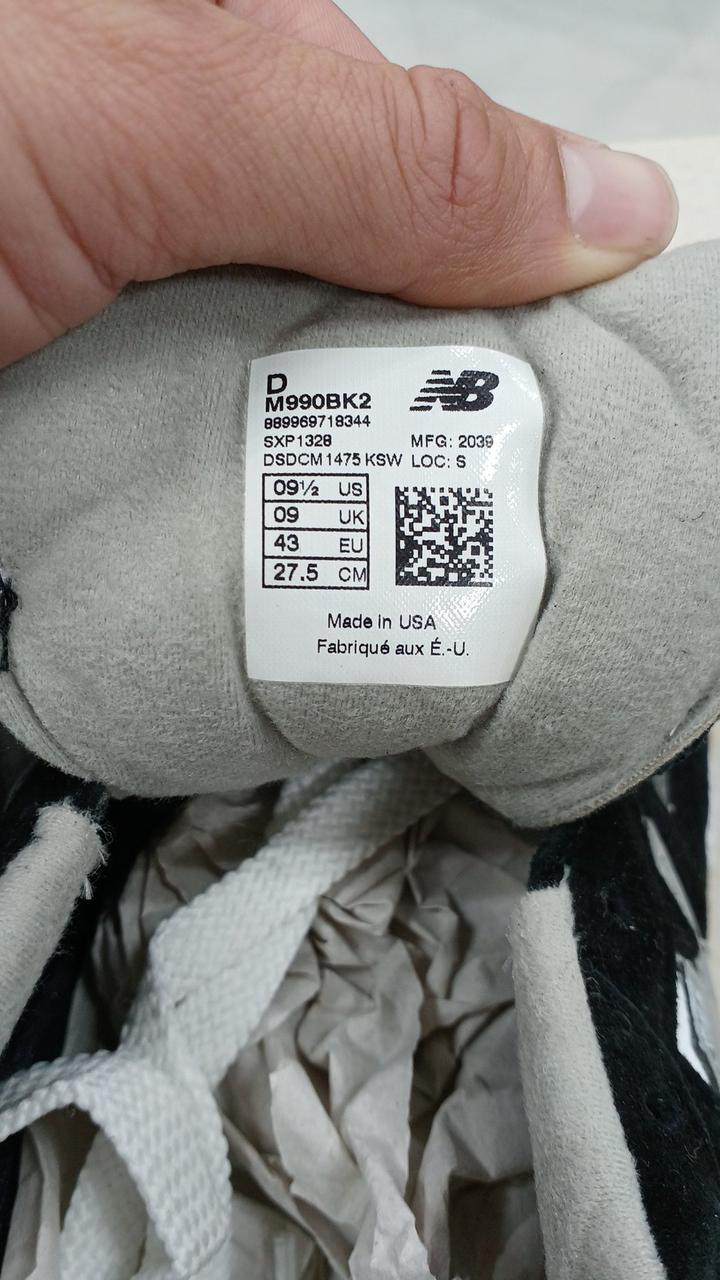 D
M990BK2
NB
889969718344
SXP1328 MFG: 2039
DSDCM1475 KSW LOC: S
09½ US
09 UK
43 EU
27.5 CM
Made in USA
Fabriqué aux É.-U.